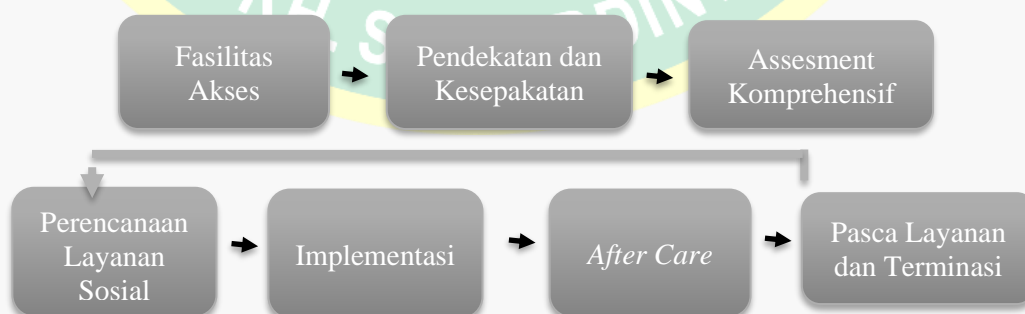 Fasilitas
Akses
Pendekatan dan
Kesepakatan
Assesment
Komprehensif
Perencanaan
Layanan
Sosial
Implementasi
After Care
Pasca Layanan
dan Terminasi